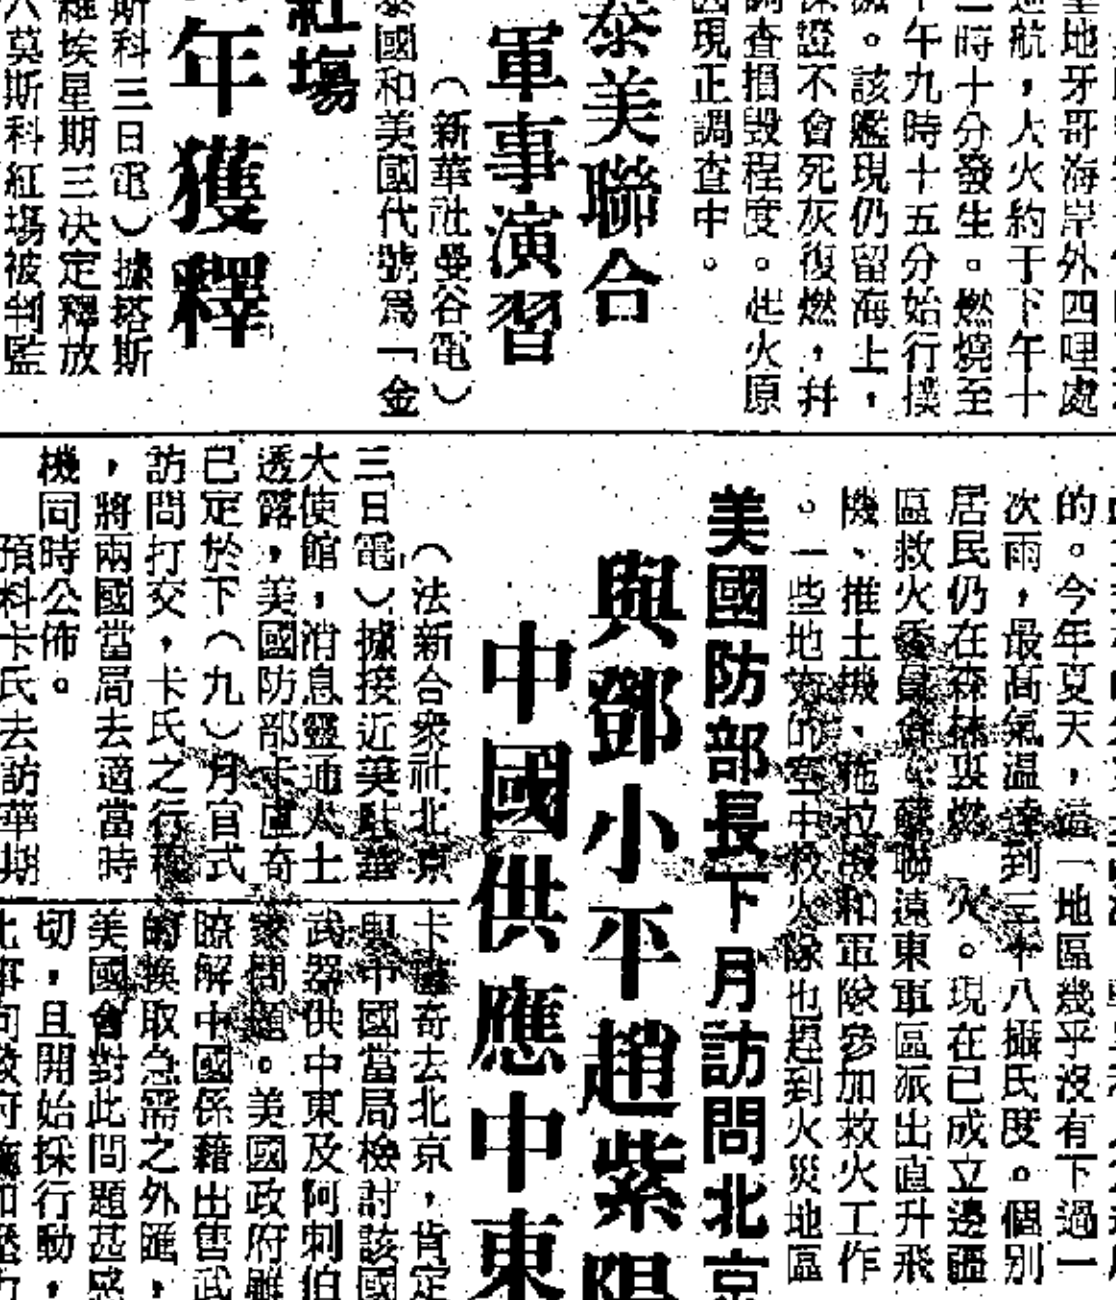 望地牙哥海岸外四哩處
通航，大火約于下午十
二時十分發生。燃燒至
下午九時十五分始行撲
滅。該艦現仍留海上，
保證不會死灰復燃，幷
調查損毀程度。起火原
因現正調查中。
泰美聯合
軍事演習
（新華社曼谷電）
泰國和美國代號爲「金
紅塲
年獲釋
斯科三日電）據塔斯
維埃星期三決定釋放
八莫斯科紅場被判監
的。今年夏天，這一地區幾乎沒有下過一
次雨，最高氣温達到三十八攝氏度。個別
居民仍在森林裏燃 火。現在已成立邊疆
區救火委員會，蘇聯遠東軍區派出直升飛
機、推土機、拖拉機和軍隊參加救火工作
。一些地方的空中救火隊也趕到火災地區
美國防部長下月訪問北京
與鄧小平趙紫陽
中國供應中東
（法新合衆社北京
三日電）據接近美駐華
大使館，消息靈通人士
透露，美國防部卡盧奇
已定於下（九）月官式
訪問打交，卡氏之行程
，將兩國當局去適當時
機同時公佈。
預料卡氏去訪華期
卡盧奇去北京，肯定
與中國當局檢討該國
武器供中東及阿刺伯
問題。美國政府雖
瞭解中國係藉出售武
換取急需之外匯，
美國會對此問題甚感
切，且開始採行動，